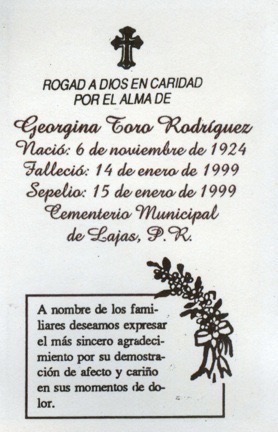 ROGAD A DIOS EN CARIDAD
POR EL ALMA DE
Georgina Toro Rodríguez
Nació: 6 de noviembre de 1924
Falleció: 14 de enero de 1999
Sepelio: 15 de enero de 1999
Cementerio Municipal
de Lajas, P.R.
A nombre de los fami-
liares deseamos expresar
el más sincero agradeci-
miento por su demostra-
ción de afecto y cariño
en sus momentos de do-
lor.